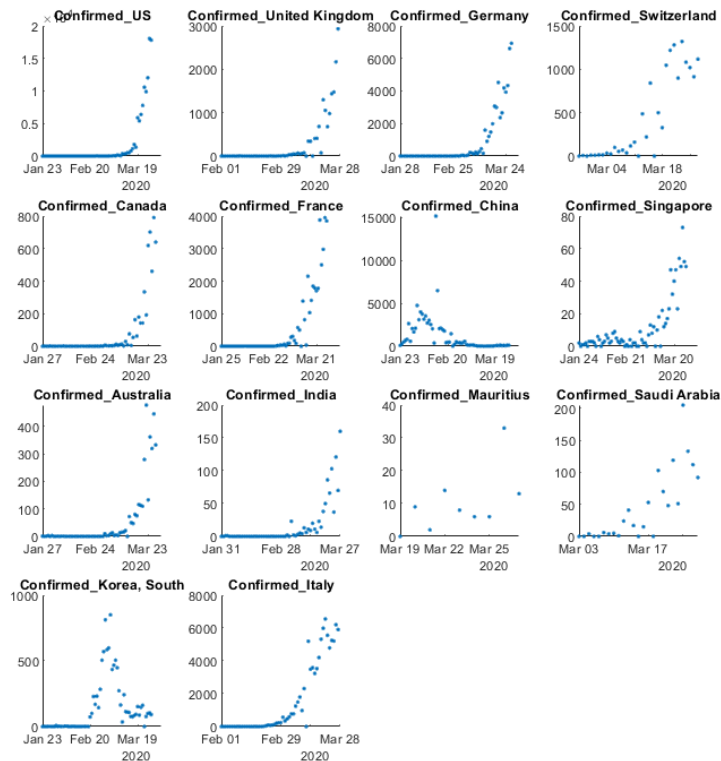 × 10⁴
Confirmed_US
2
1.5
1
0.5
0
Jan 23 Feb 20 Mar 19
2020
Confirmed_United Kingdom
3000
2000
1000
0
Feb 01 Feb 29 Mar 28
2020
Confirmed_Germany
8000
6000
4000
2000
0
Jan 28 Feb 25 Mar 24
2020
Confirmed_Switzerland
1500
1000
500
0
Mar 04 Mar 18
2020
Confirmed_Canada
800
600
400
200
0
Jan 27 Feb 24 Mar 23
2020
Confirmed_France
4000
3000
2000
1000
0
Jan 25 Feb 22 Mar 21
2020
Confirmed_China
15000
10000
5000
0
Jan 23 Feb 20 Mar 19
2020
Confirmed_Singapore
80
60
40
20
0
Jan 24 Feb 21 Mar 20
2020
Confirmed_Australia
400
300
200
100
0
Jan 27 Feb 24 Mar 23
2020
Confirmed_India
200
150
100
50
0
Jan 31 Feb 28 Mar 27
2020
Confirmed_Mauritius
40
30
20
10
0
Mar 19 Mar 22 Mar 25
2020
Confirmed_Saudi Arabia
200
150
100
50
0
Mar 03 Mar 17
2020
Confirmed_Korea, South
1000
500
0
Jan 23 Feb 20 Mar 19
2020
Confirmed_Italy
8000
6000
4000
2000
0
Feb 01 Feb 29 Mar 28
2020